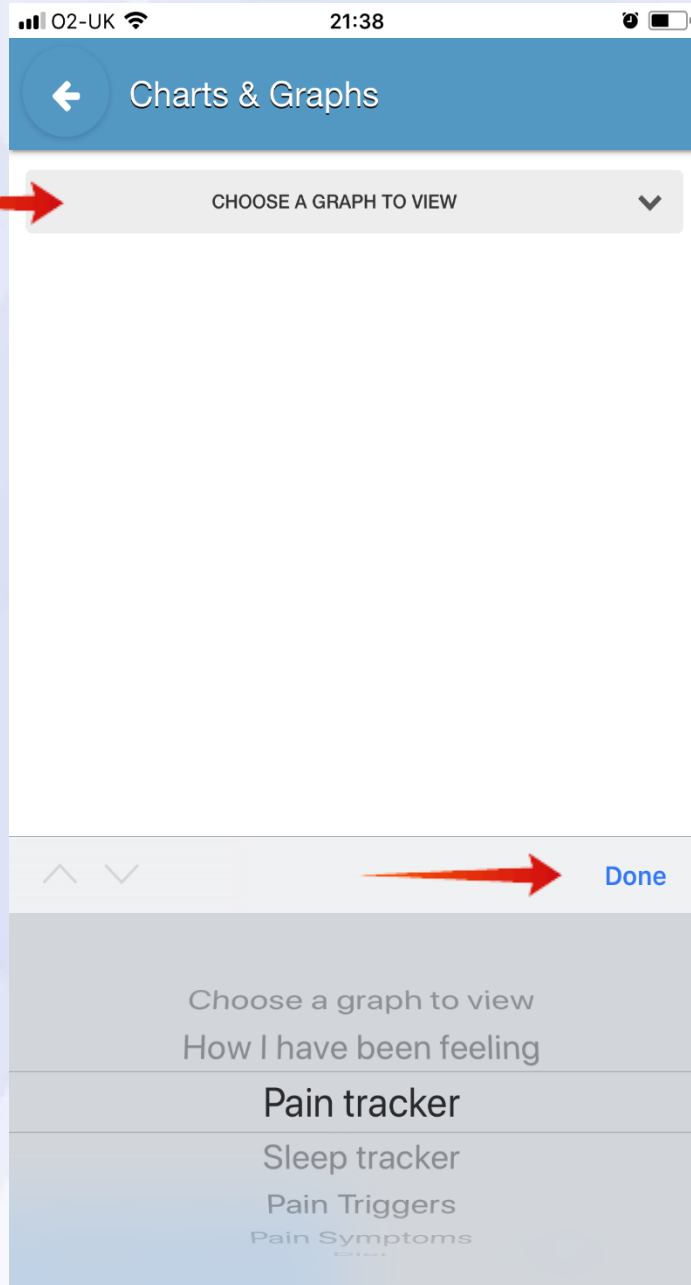 O2-UK 21:38
Charts & Graphs
CHOOSE A GRAPH TO VIEW
Done
Choose a graph to view
How I have been feeling
Pain tracker
Sleep tracker
Pain Triggers
Pain Symptoms